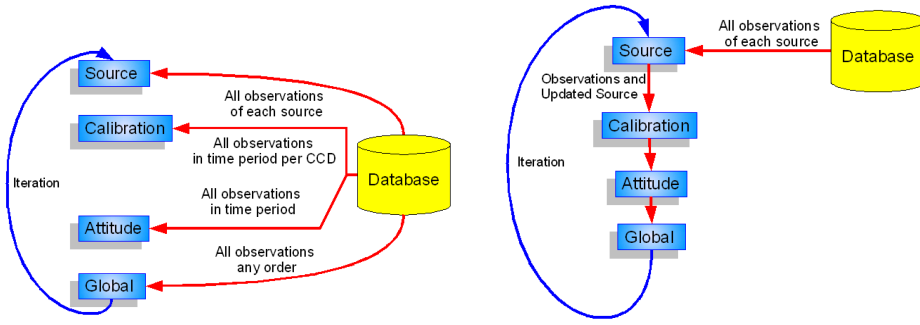 Source
All observations
of each source
Calibration
All observations
in time period per CCD
Database
Iteration
All observations
in time period
Attitude
All observations
any order
Global
All observations
of each source
Source
Database
Observations and
Updated Source
Calibration
Iteration
Attitude
Global